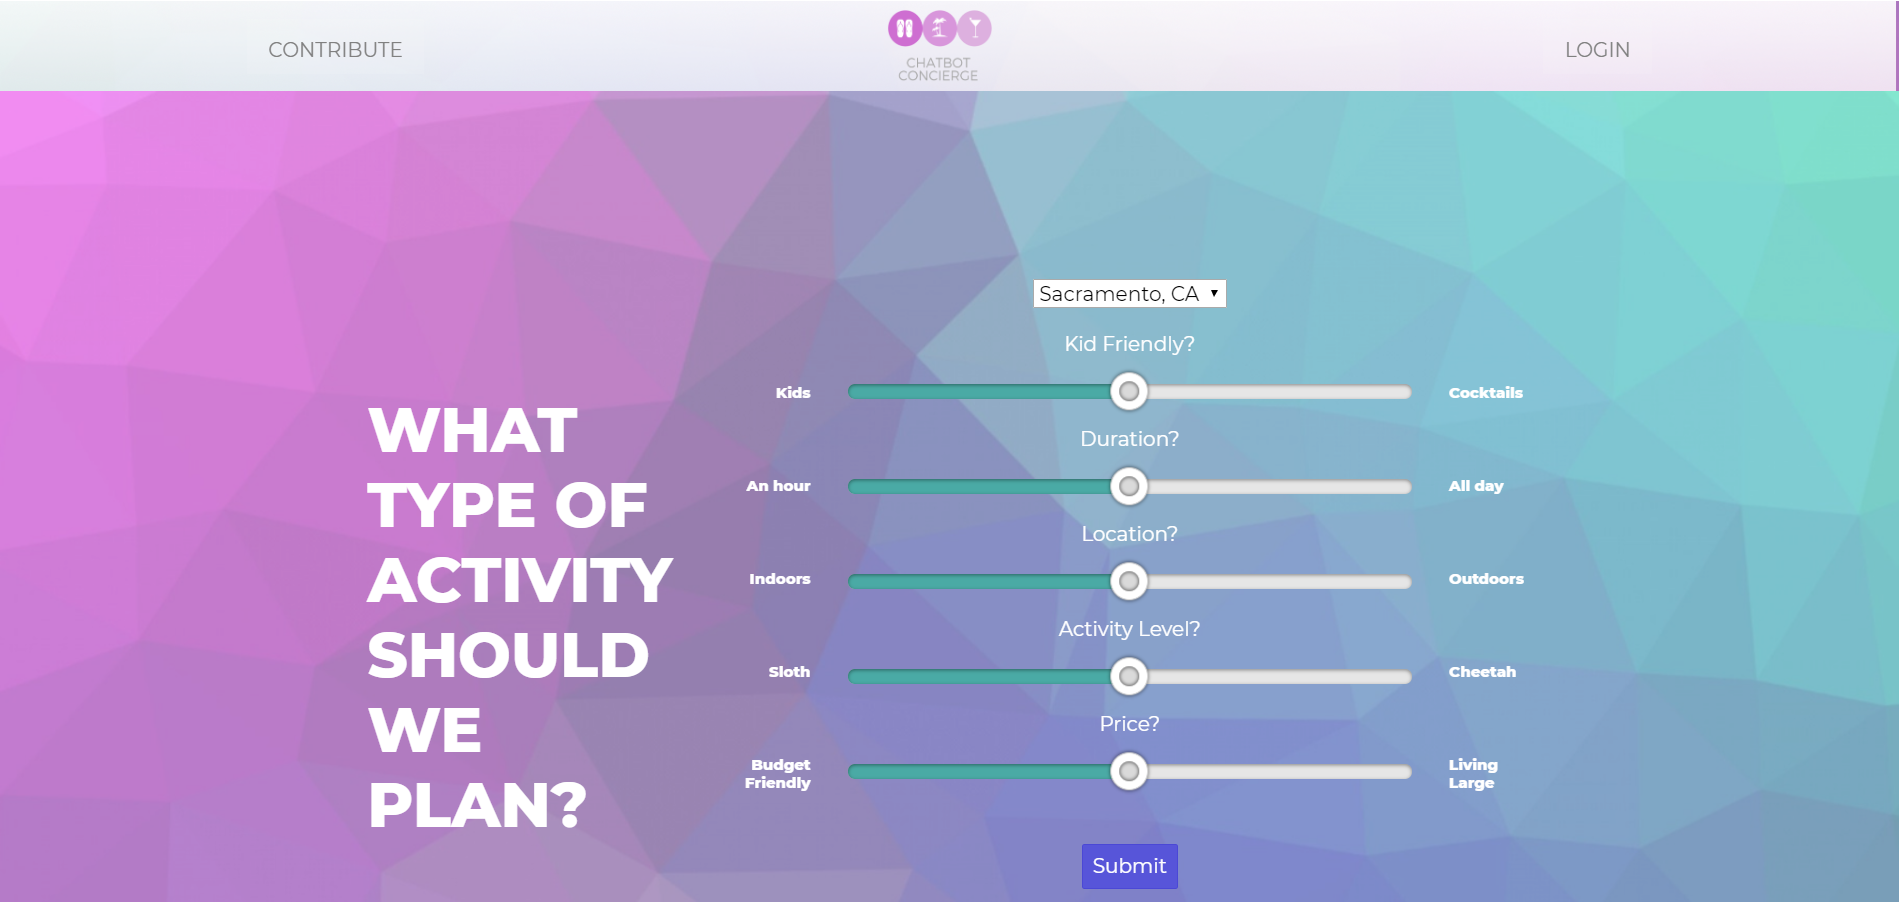 CONTRIBUTE
CHATBOT
CONCIERGE
LOGIN
WHAT
TYPE OF
ACTIVITY
SHOULD
WE
PLAN?
Sacramento, CA
Kid Friendly?
Kids
Cocktails
Duration?
An hour
All day
Location?
Indoors
Outdoors
Activity Level?
Sloth
Cheetah
Price?
Budget
Friendly
Living
Large
Submit